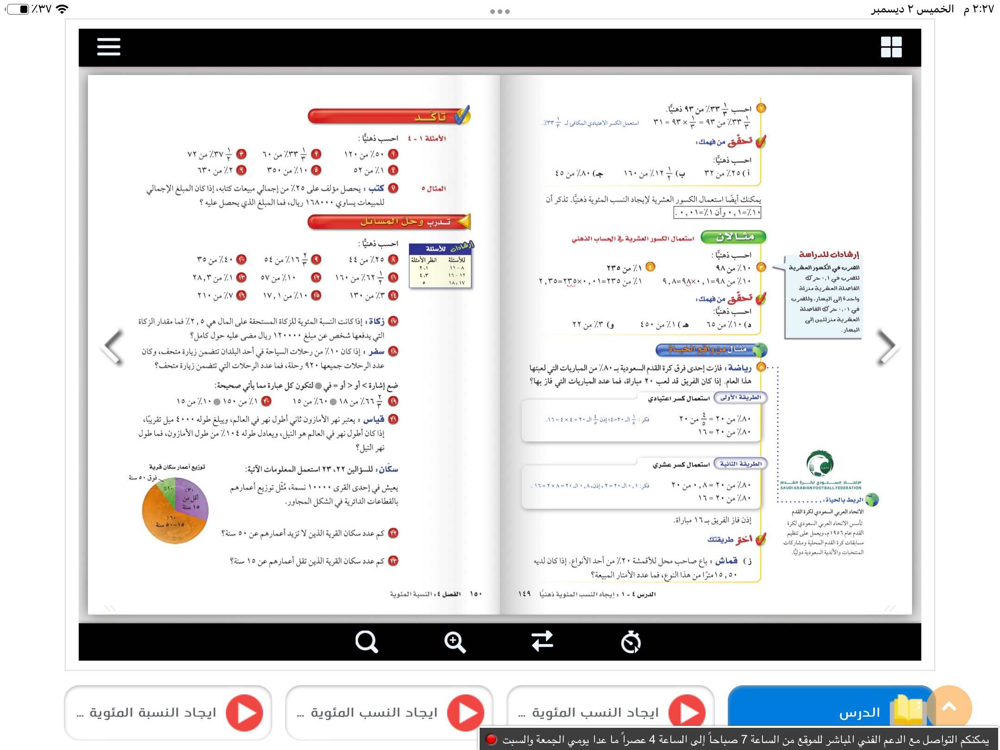 ٢:٢٧ م الخميس ٢ ديسمبر
٣٧٪
٢ احسب ١/٣ ٣٣٪ من ٩٣ ذهنيًّا.
١/٣ ٣٣٪ من ٩٣ = ١/٣ × ٩٣ = ٣١ استعمل الكسر الاعتيادي المكافئ لـ ١/٣ ٣٣٪.
تحقق من فهمك:
احسب ذهنيًّا:
أ) ٢٥٪ من ٣٢ ب) ١/٢ ١٢٪ من ١٦٠ جـ) ٨٠٪ من ٤٥
يمكنك أيضًا استعمال الكسور العشرية لإيجاد النسب المئوية ذهنيًّا. تذكر أن
١٠٪=٠,١ وأن ١٪=٠,٠١ .
مثالان استعمال الكسور العشرية في الحساب الذهني
احسب ذهنيًّا :
٣ ١٠٪ من ٩٨ ٤ ١٪ من ٢٣٥
١٠٪ من ٩٨=٠,١×٩٨=٩,٨ ١٪ من ٢٣٥=٠,٠١×٢٣٥=٢,٣٥
تحقق من فهمك:
احسب ذهنيًّا:
د) ١٠٪ من ٦٥ هـ) ١٪ من ٤٥٠ و) ٣٪ من ٢٢
إرشادات للدراسة
الضرب في الكسور العشرية
للضرب في ٠,١ حرك
الفاصلة العشرية منزلة
واحدة إلى اليسار، وللضرب
في ٠,٠١ حرك الفاصلة
العشرية منزلتين إلى
اليسار.
مثال من واقع الحياة
٥ رياضة : فازت إحدى فرق كرة القدم السعودية بـ ٨٠٪ من المباريات التي لعبتها
هذا العام. إذا كان الفريق قد لعب ٢٠ مباراة، فما عدد المباريات التي فاز بها؟
الطريقة الأولى استعمال كسر اعتيادي
٨٠٪ من ٢٠ = ٤/٥ من ٢٠ فكر : ١/٥ الـ ٢٠=٤؛ إذن ٤/٥ الـ ٢٠ = ٤ × ٤ = ١٦.
٨٠٪ من ٢٠ = ١٦
الطريقة الثانية استعمال كسر عشري
٨٠٪ من ٢٠ = ٠,٨ من ٢٠ فكر: ٠,١ الـ ٢٠ = ٢ ، إذن، ٠,٨ الـ ٢٠ = ٨ × ٢ = ١٦ .
٨٠٪ من ٢٠ = ١٦
إذن فاز الفريق بـ ١٦ مباراة.
اختر طريقتك
ز) قماش : باع صاحب محل للأقمشة ٢٠٪ من أحد الأنواع. إذا كان لديه
١٥,٥٠ مترًا من هذا النوع، فما عدد الأمتار المبيعة؟
SAFF
الاتحاد السعودي لكرة القدم
SAUDI ARABIAN FOOTBALL FEDERATION
الربط بالحياة:
الاتحاد العربي السعودي لكرة القدم
تأسس الاتحاد العربي السعودي لكرة
القدم عام ١٩٥٦م، ويعمل على تنظيم
مسابقات كرة القدم المحلية ومشاركات
المنتخبات والأندية السعودية دوليًّا.
الدرس ٤ - ١ : إيجاد النسب المئوية ذهنيًّا ١٤٩
تأكـــد
الأمثلة ١ - ٤ احسب ذهنيًّا :
١ ٥٠٪ من ١٢٠ ٢ ١/٣ ٣٣٪ من ٦٠ ٣ ١/٢ ٣٧٪ من ٧٢
٤ ١٪ من ٥٢ ٥ ١٠٪ من ٣٥٠ ٦ ٢٪ من ٦٣٠
المثال ٥ ٧ كتب : يحصل مؤلف على ٢٥٪ من إجمالي مبيعات كتابه، إذا كان المبلغ الإجمالي
للمبيعات يساوي ١٦٨٠٠٠ ريال، فما المبلغ الذي يحصل عليه ؟
تـدرّب وحلّ المسائل
إرشادات للأسئلة
للأسئلة انظر الأمثلة
٨ – ١١ ١، ٢
١٢ – ١٦ ٣، ٤
١٧، ١٨ ٥
احسب ذهنيًّا :
٨ ٢٥٪ من ٤٤ ٩ ٢/٣ ١٦٪ من ٥٤ ١٠ ٤٠٪ من ٣٥
١١ ١/٢ ٦٢٪ من ١٦٠ ١٢ ١٠٪ من ٥٧ ١٣ ١٪ من ٢٨,٣
١٤ ٣٪ من ١٣٠ ١٥ ١٠٪ من ١٧,١ ١٦ ٧٪ من ٢١٠
١٧ زكاة : إذا كانت النسبة المئوية للزكاة المستحقة على المال هي ٢,٥٪ فما مقدار الزكاة
التي يدفعها شخص عن مبلغ ١٢٠٠٠٠ ريال مضى عليه حول كامل؟
١٨ سفر : إذا كان ١٠٪ من رحلات السياحة في أحد البلدان تتضمن زيارة متحف، وكان
عدد الرحلات جميعها ٩٢٠ رحلة، فما عدد الرحلات التي تتضمن زيارة متحف؟
ضع إشارة > أو < أو = في لتكون كل عبارة مما يأتي صحيحة:
١٩ ٢/٣ ٦٦٪ من ١٨ ٦٠٪ من ١٥ ٢٠ ١٪ من ١٥٠ ١٠٪ من ١٥
٢١ قياس : يعتبر نهر الأمازون ثاني أطول نهر في العالم، ويبلغ طوله ٤٠٠٠ ميل تقريبًا،
إذا كان أطول نهر في العالم هو النيل، ويعادل طوله ١٠٤٪ من طول الأمازون، فما طول
نهر النيل؟
سكّان : للسؤالين ٢٢، ٢٣ استعمل المعلومات الآتية:
يعيش في إحدى القرى ١٠٠٠٠ نسمة، مُثّل توزيع أعمارهم
بالقطاعات الدائرية في الشكل المجاور.
توزيع أعمار سكان قرية
فوق ٥٠ سنة
١٠٪
٣٠٪
أقل من
١٥ سنة
٦٠٪
١٥–٥٠ سنة
٢٢ كم عدد سكان القرية الذين لا تزيد أعمارهم عن ٥٠ سنة؟
٢٣ كم عدد سكان القرية الذين تقل أعمارهم عن ١٥ سنة؟
١٥٠ الفصل ٤ : النسبة المئوية
الدرس
ايجاد النسب المئوية ...
ايجاد النسب المئوية ...
ايجاد النسبة المئوية ...
يمكنكم التواصل مع الدعم الفني المباشر للموقع من الساعة 7 صباحاً إلى الساعة 4 عصراً ما عدا يومي الجمعة والسبت